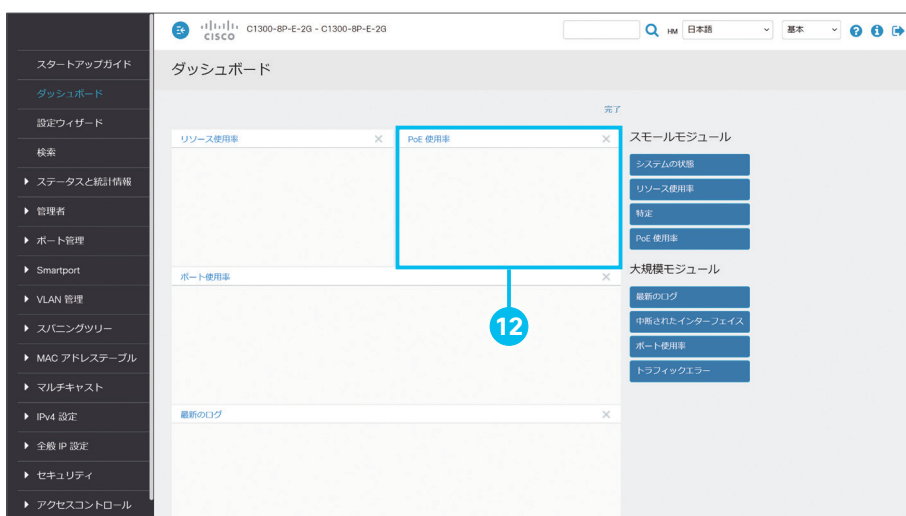 CISCO
C1300-8P-E-2G - C1300-8P-E-2G
HM
日本語
基本
スタートアップガイド
ダッシュボード
設定ウィザード
検索
ステータスと統計情報
管理者
ポート管理
Smartport
VLAN 管理
スパニングツリー
MAC アドレステーブル
マルチキャスト
IPv4 設定
全般 IP 設定
セキュリティ
アクセスコントロール
ダッシュボード
完了
リソース使用率
PoE 使用率
ポート使用率
12
最新のログ
スモールモジュール
システムの状態
リソース使用率
特定
PoE 使用率
大規模モジュール
最新のログ
中断されたインターフェイス
ポート使用率
トラフィックエラー